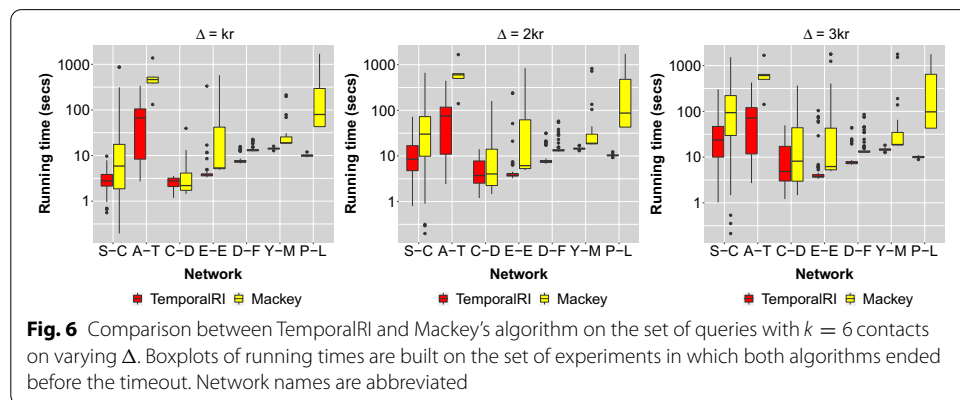 Δ = kr
Δ = 2kr
Δ = 3kr
Running time (secs)
1000
100
10
1
S−C A−T C−D E−E D−F Y−M P−L
Network
TemporalRI Mackey
Running time (secs)
1000
100
10
1
S−C A−T C−D E−E D−F Y−M P−L
Network
TemporalRI Mackey
Running time (secs)
1000
100
10
1
S−C A−T C−D E−E D−F Y−M P−L
Network
TemporalRI Mackey
Fig. 6 Comparison between TemporalRI and Mackey’s algorithm on the set of queries with k = 6 contacts
on varying Δ. Boxplots of running times are built on the set of experiments in which both algorithms ended
before the timeout. Network names are abbreviated